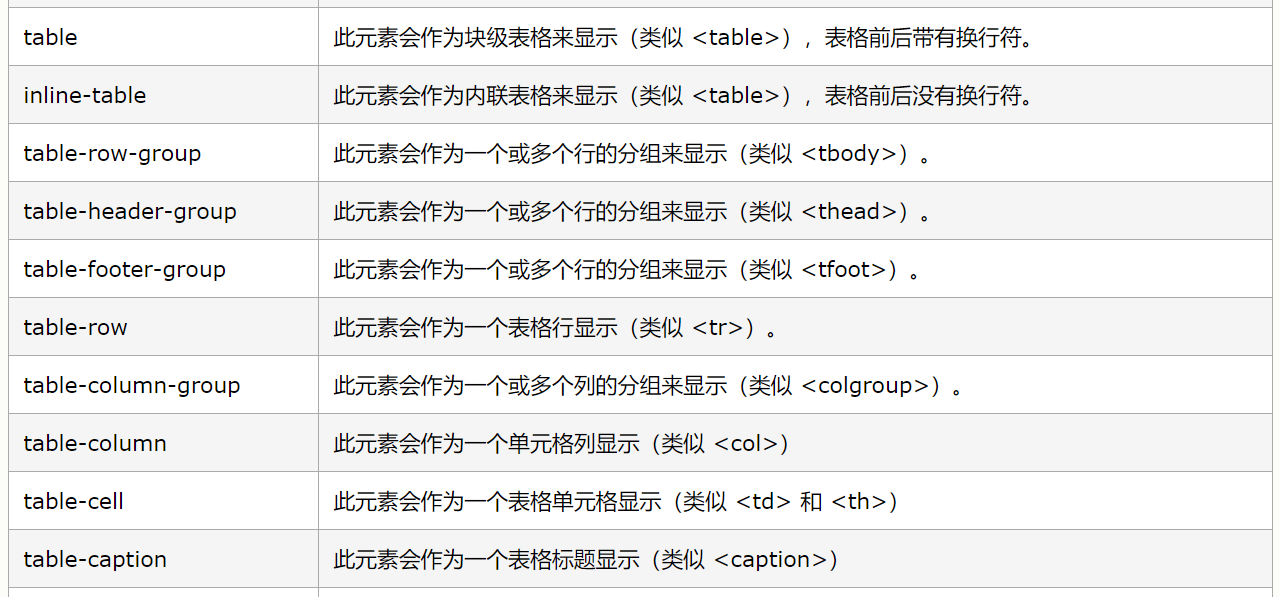 table 此元素会作为块级表格来显示（类似 <table>），表格前后带有换行符。
inline-table 此元素会作为内联表格来显示（类似 <table>），表格前后没有换行符。
table-row-group 此元素会作为一个或多个行的分组来显示（类似 <tbody>）。
table-header-group 此元素会作为一个或多个行的分组来显示（类似 <thead>）。
table-footer-group 此元素会作为一个或多个行的分组来显示（类似 <tfoot>）。
table-row 此元素会作为一个表格行显示（类似 <tr>）。
table-column-group 此元素会作为一个或多个列的分组来显示（类似 <colgroup>）。
table-column 此元素会作为一个单元格列显示（类似 <col>）
table-cell 此元素会作为一个表格单元格显示（类似 <td> 和 <th>）
table-caption 此元素会作为一个表格标题显示（类似 <caption>）